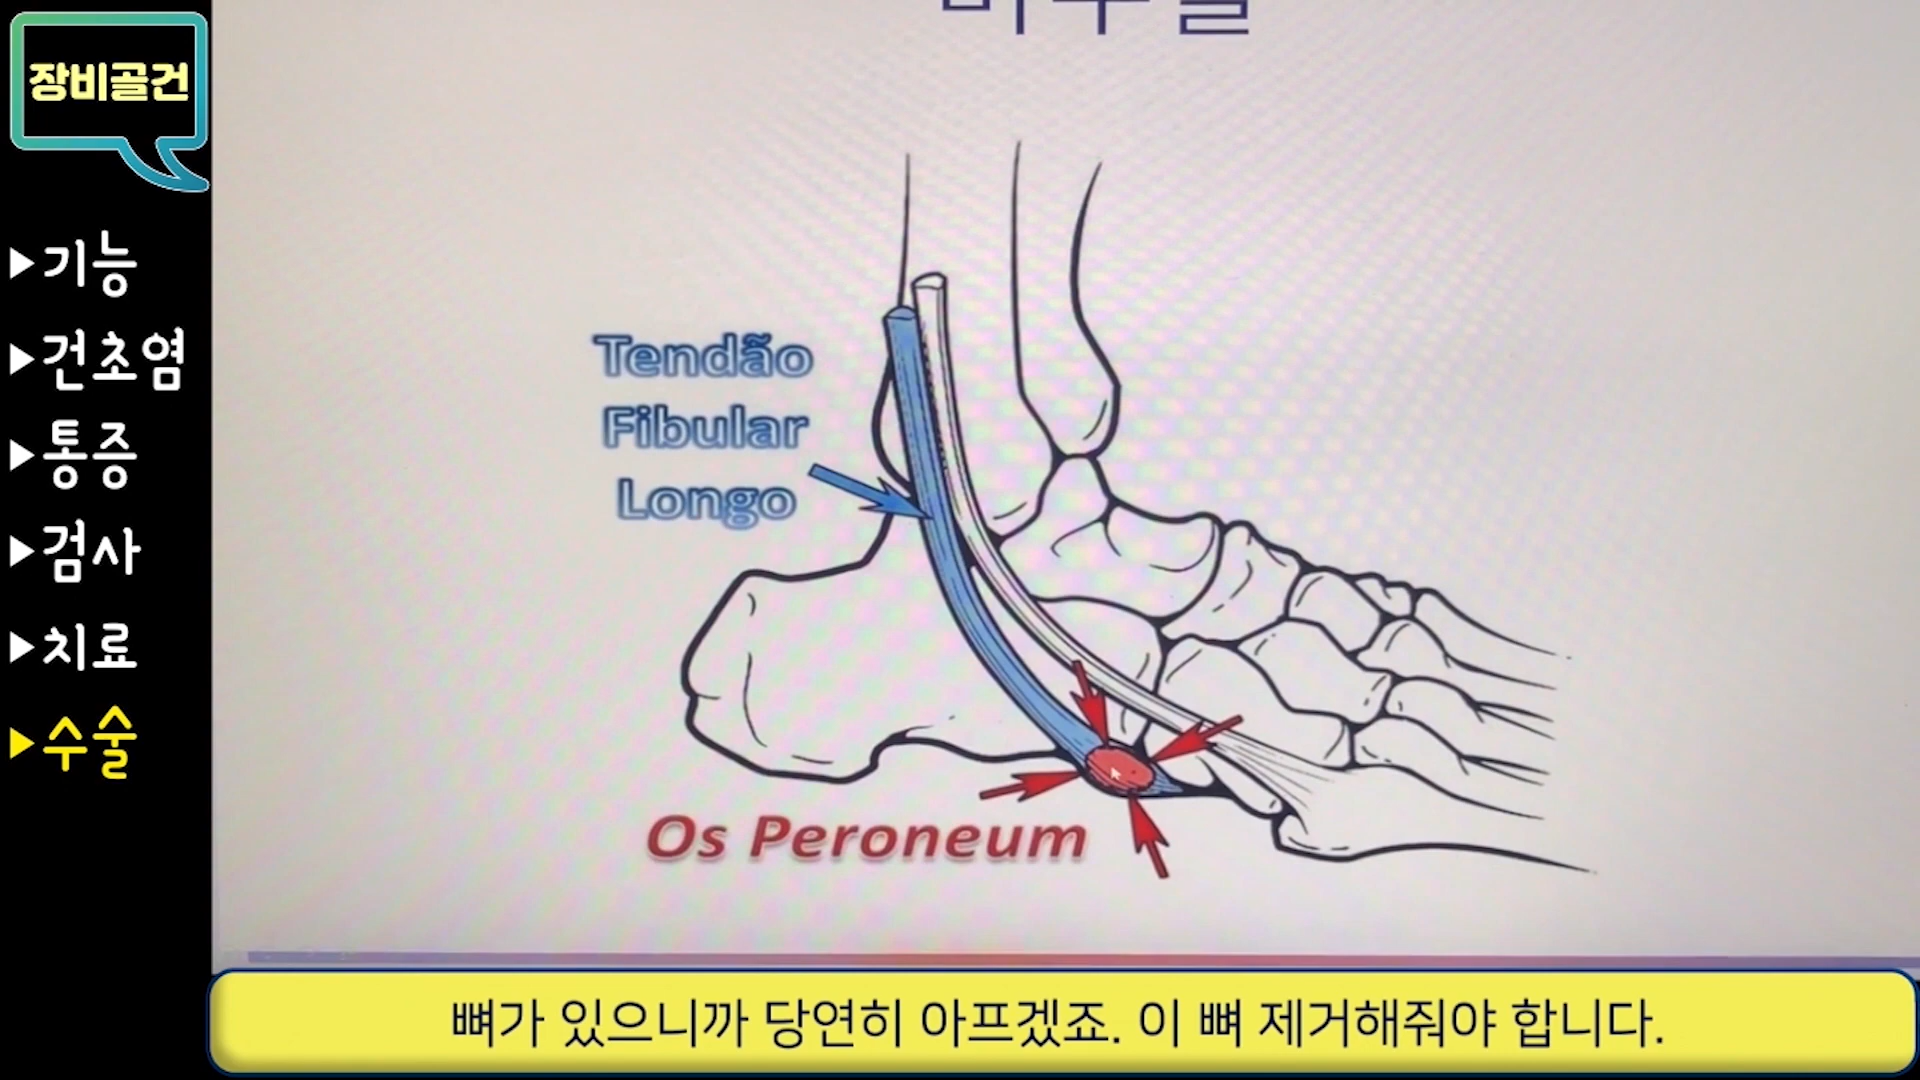 장비골건
▶기능
▶건초염
▶통증
▶검사
▶치료
▶수술
Tendão
Fibular
Longo
Os Peroneum
뼈가 있으니까 당연히 아프겠죠. 이 뼈 제거해줘야 합니다.